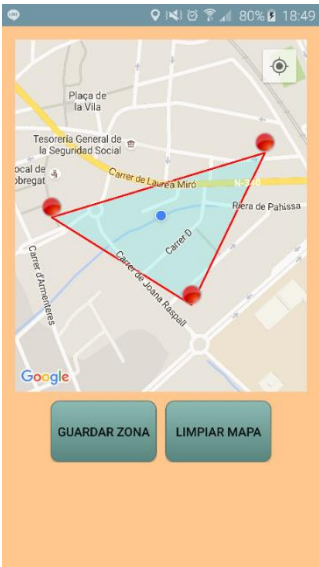 80% 18:49
Plaça de
la Vila
Tesorería General de
la Seguridad Social
ocal de
obregat
Carrer de Laureà Miró
N-340
Riera de Pahissa
Carrer D
Carrer d'Armenteres
Carrer de Joana Raspall
Google
GUARDAR ZONA
LIMPIAR MAPA